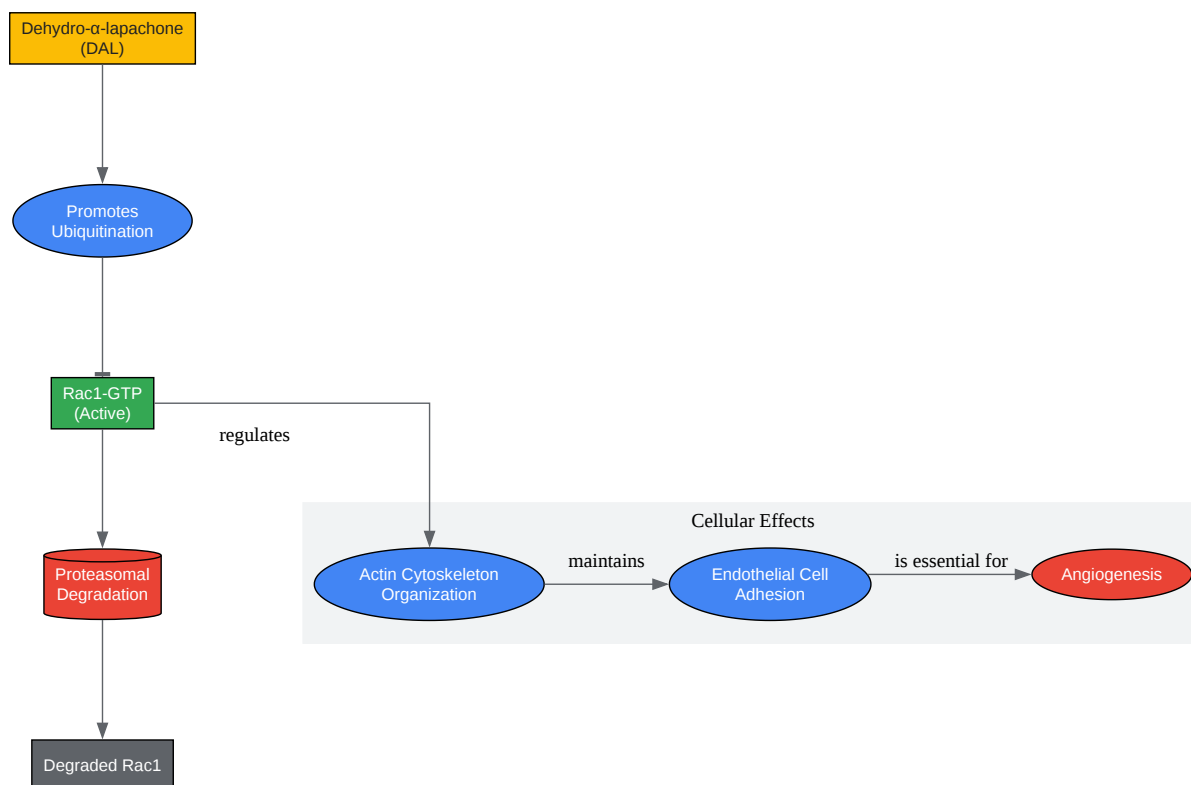 Dehydro-α-lapachone
(DAL)
Promotes
Ubiquitination
Rac1-GTP
(Active)
regulates
Cellular Effects
Proteasomal
Degradation
Actin Cytoskeleton
Organization
maintains
Endothelial Cell
Adhesion
is essential for
Angiogenesis
Degraded Rac1